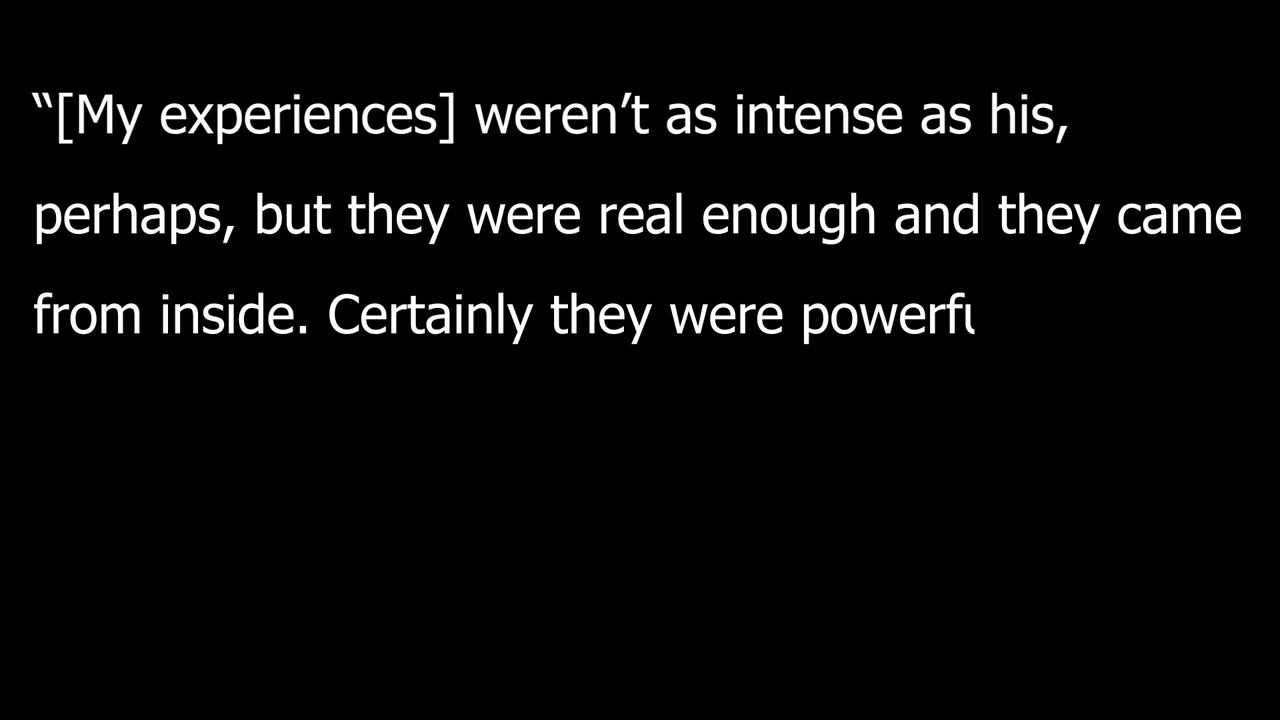 “[My experiences] weren’t as intense as his,
perhaps, but they were real enough and they came
from inside. Certainly they were powerfu